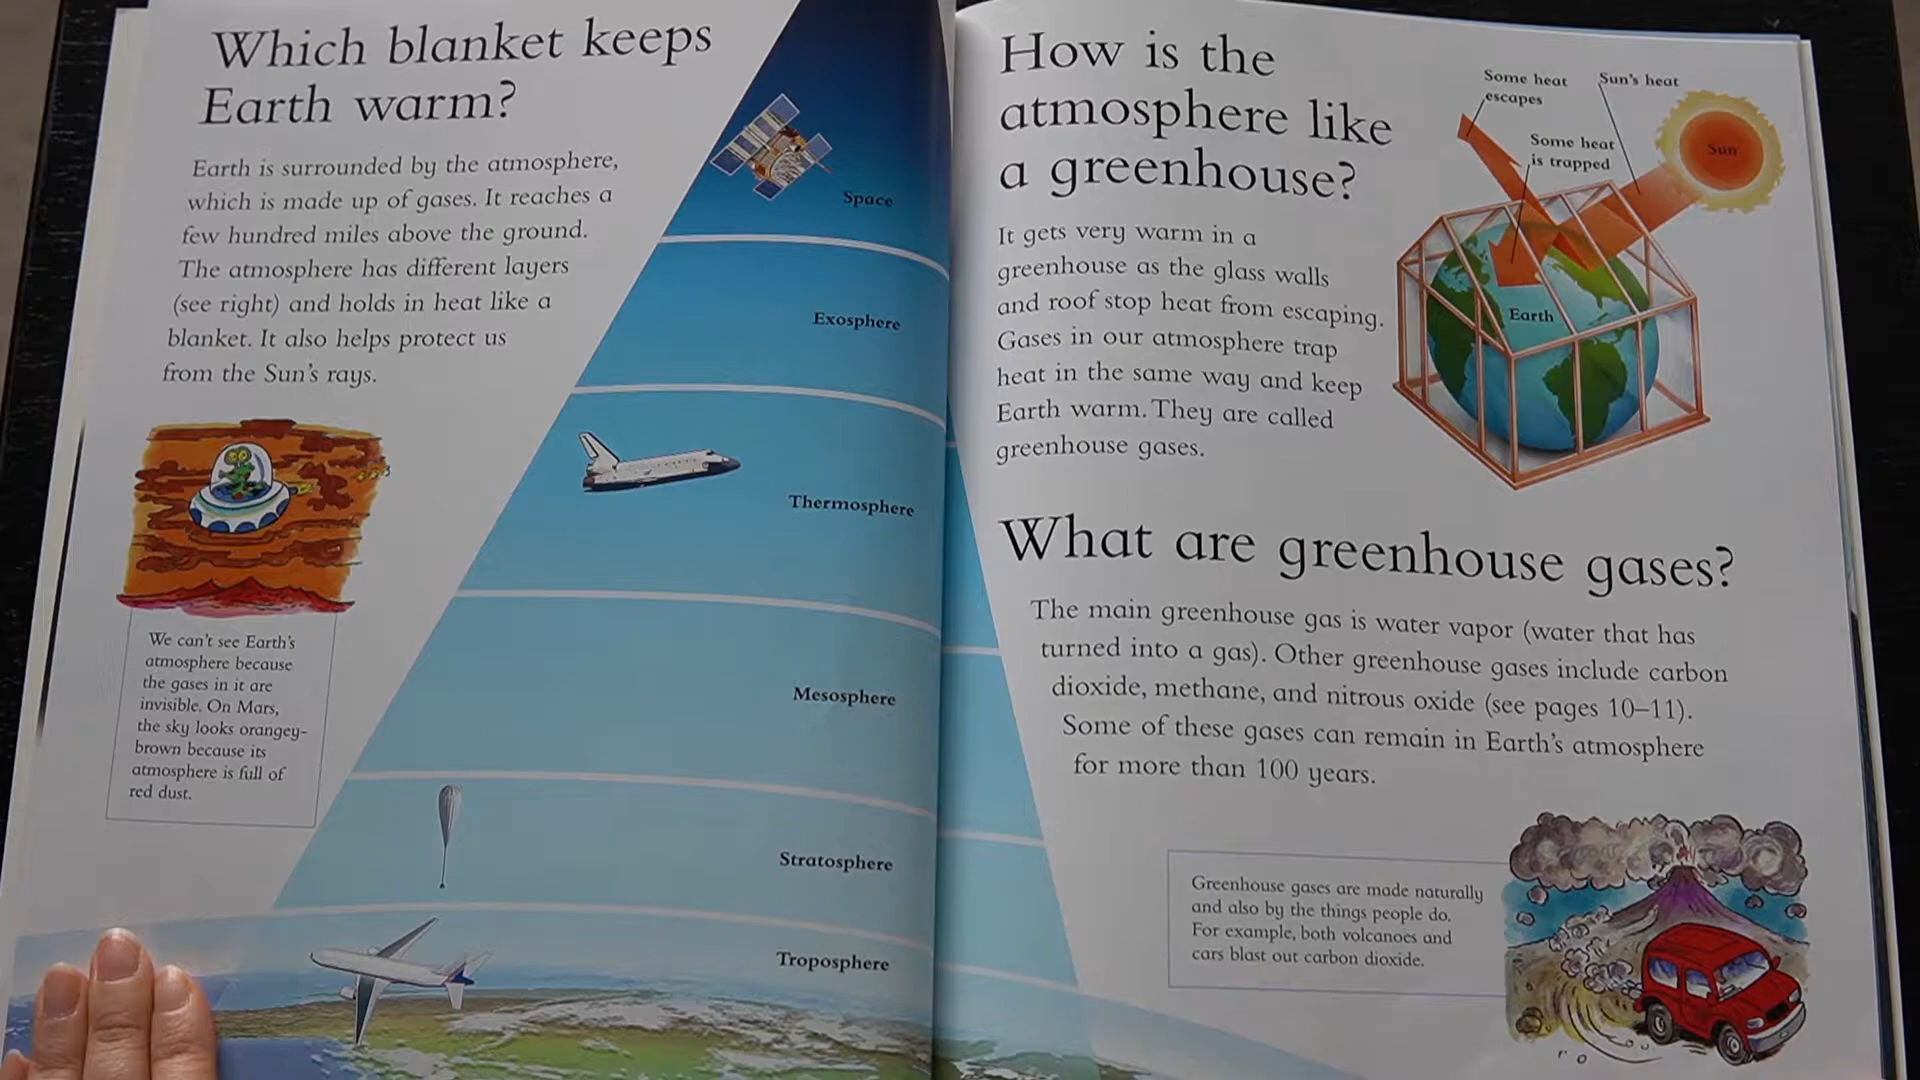 Which blanket keeps
Earth warm?
Earth is surrounded by the atmosphere,
which is made up of gases. It reaches a
few hundred miles above the ground.
The atmosphere has different layers
(see right) and holds in heat like a
blanket. It also helps protect us
from the Sun's rays.
We can't see Earth's
atmosphere because
the gases in it are
invisible. On Mars,
the sky looks orangey-
brown because its
atmosphere is full of
red dust.
Space
Exosphere
Thermosphere
Mesosphere
Stratosphere
Troposphere
How is the
atmosphere like
a greenhouse?
It gets very warm in a
greenhouse as the glass walls
and roof stop heat from escaping.
Gases in our atmosphere trap
heat in the same way and keep
Earth warm. They are called
greenhouse gases.
Some heat
escapes
Sun's heat
Some heat
is trapped
Sun
Earth
What are greenhouse gases?
The main greenhouse gas is water vapor (water that has
turned into a gas). Other greenhouse gases include carbon
dioxide, methane, and nitrous oxide (see pages 10–11).
Some of these gases can remain in Earth's atmosphere
for more than 100 years.
Greenhouse gases are made naturally
and also by the things people do.
For example, both volcanoes and
cars blast out carbon dioxide.